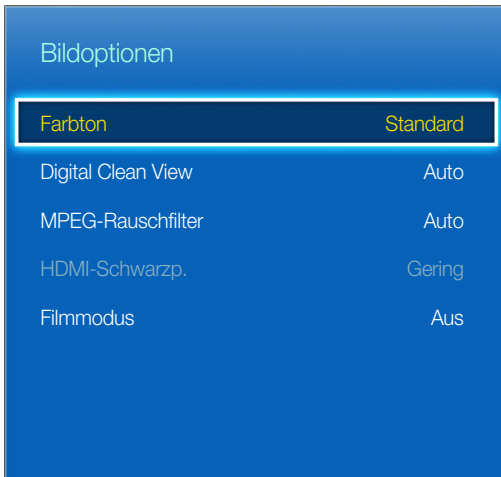 Bildoptionen
Farbton Standard
Digital Clean View Auto
MPEG-Rauschfilter Auto
HDMI-Schwarzp. Gering
Filmmodus Aus